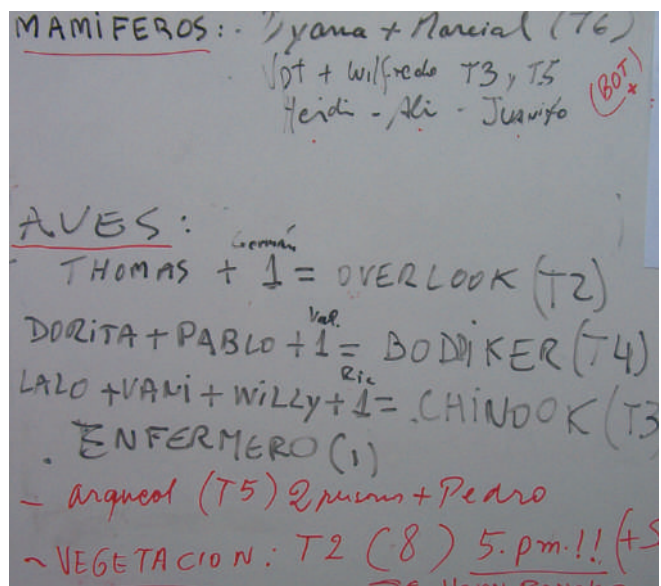 MAMIFEROS: Dyana + Marcial (T6)
Vpt + Wilfredo T3, T5
Heidi - Ali - JUANITO (BOT)
AVES:
Germán
THOMAS + 1 = OVERLOOK (T2)
Val.
DORITA + PABLO + 1 = BODDIKER (T4)
Ric
LALO + VANI + WILLY + 1 = CHINOOK (T3
. ENFERMERO (1)
- arqueol (T5) 2 + Pedro
- VEGETACION: T2 (8) 5. pm.!! (+S